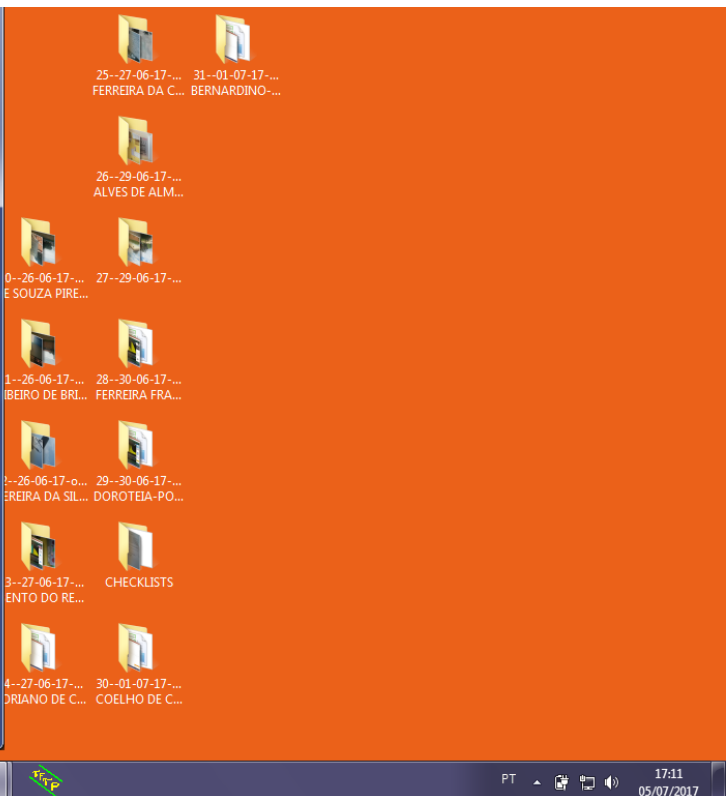 0--26-06-17-...
E SOUZA PIRE...
1--26-06-17-...
IBEIRO DE BRI...
2--26-06-17-o...
EREIRA DA SIL...
3--27-06-17-...
ENTO DO RE...
4--27-06-17-...
ORIANO DE C...
25--27-06-17-...
FERREIRA DA C...
26--29-06-17-...
ALVES DE ALM...
27--29-06-17-...
28--30-06-17-...
FERREIRA FRA...
29--30-06-17-...
DOROTEIA-PO...
CHECKLISTS
30--01-07-17-...
COELHO DE C...
31--01-07-17-...
BERNARDINO-...
TFTP
PT
17:11
05/07/2017